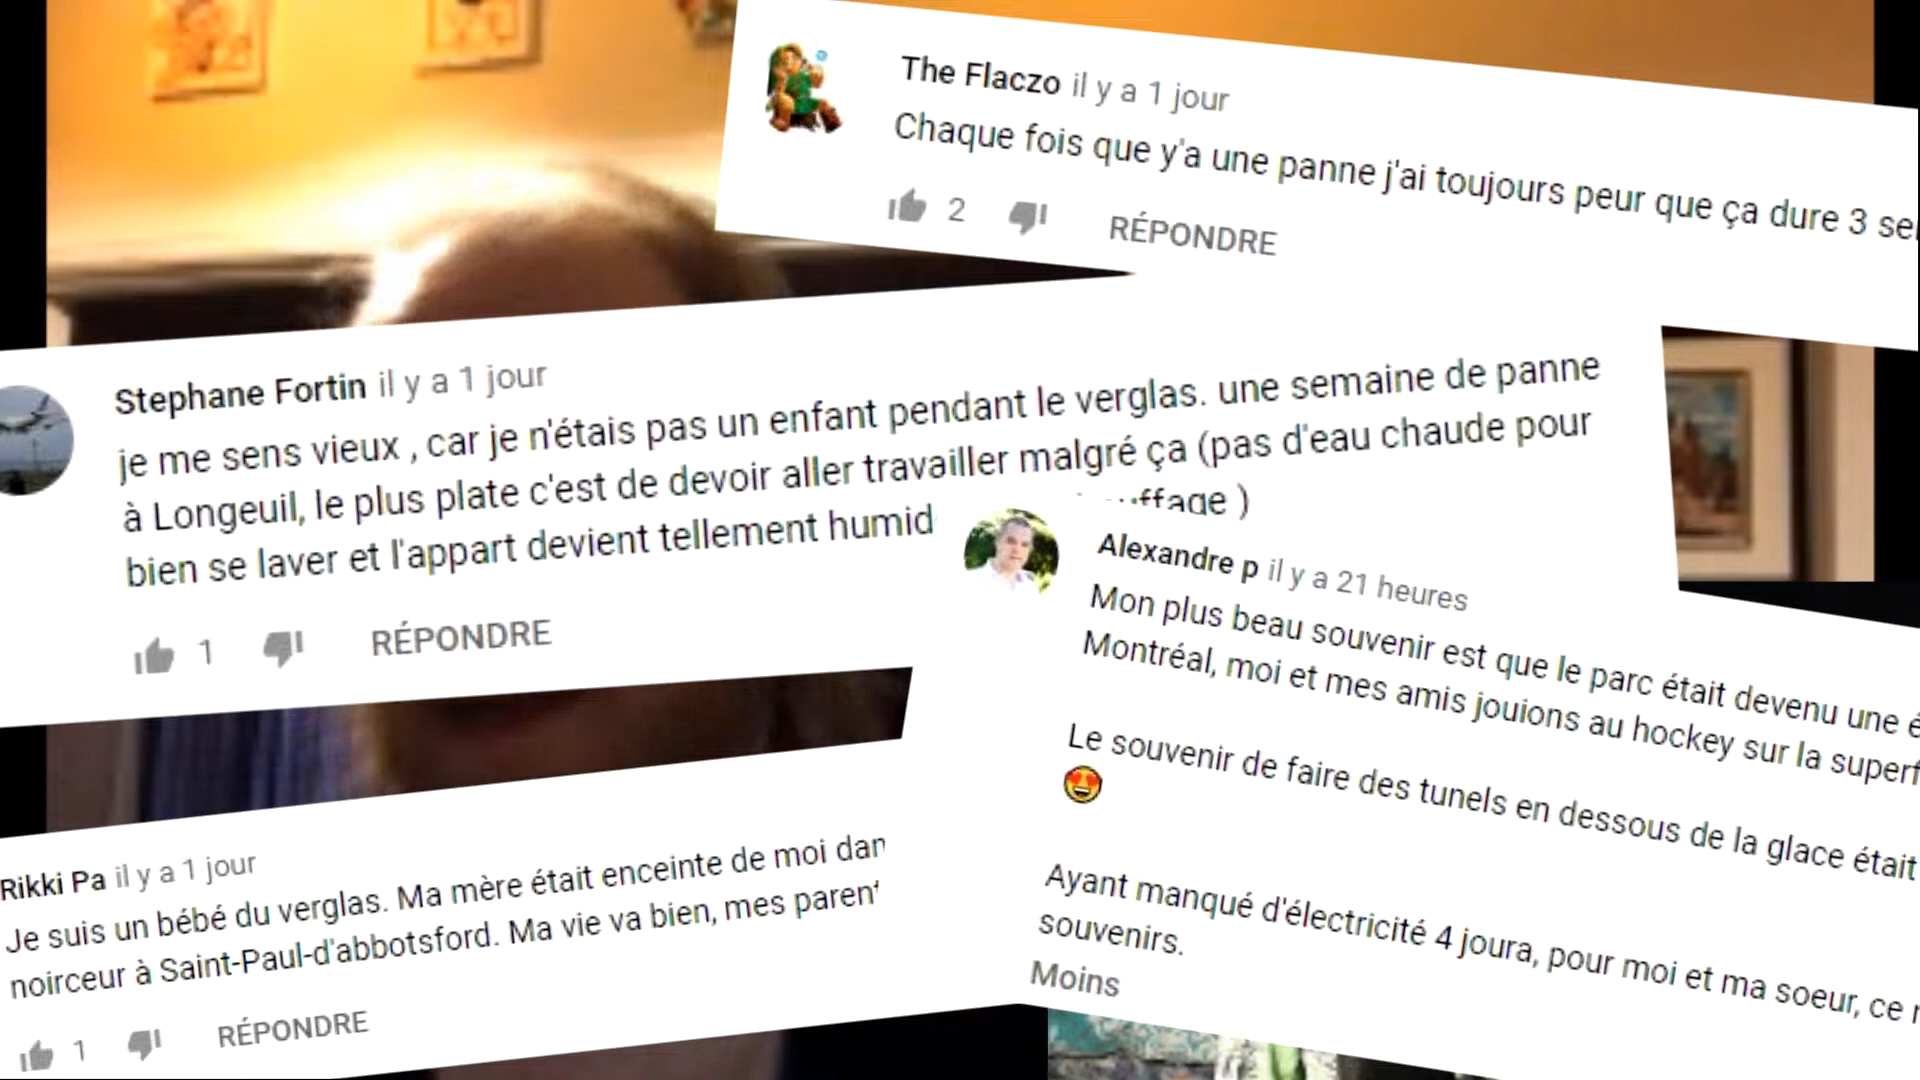 The Flaczo il y a 1 jour
Chaque fois que y'a une panne j'ai toujours peur que ça dure 3
2
RÉPONDRE
Stephane Fortin il y a 1 jour
je me sens vieux , car je n'étais pas un enfant pendant le verglas. une semaine de panne
à Longeuil, le plus plate c'est de devoir aller travailler malgré ça (pas d'eau chaude pour
bien se laver et l'appart devient tellement humid
1
RÉPONDRE
Alexandre p il y a 21 heures
Mon plus beau souvenir est que le parc était devenu une
Montréal, moi et mes amis jouions au hockey sur la
Le souvenir de faire des tunels en dessous de la glace était
😍
Ayant manqué d'électricité 4 joura, pour moi et ma soeur, ce
souvenirs.
Moins
Rikki Pa il y a 1 jour
Je suis un bébé du verglas. Ma mère était enceinte de moi
noirceur à Saint-Paul-d'abbotsford. Ma vie va bien, mes
1
RÉPONDRE